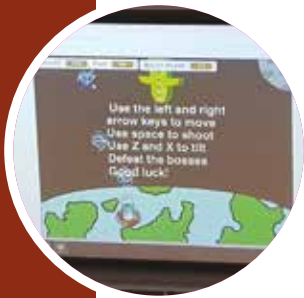 Use the left and right
arrow keys to move
Use space to shoot
Use Z and X to tilt
Defeat the bosses
Good luck!